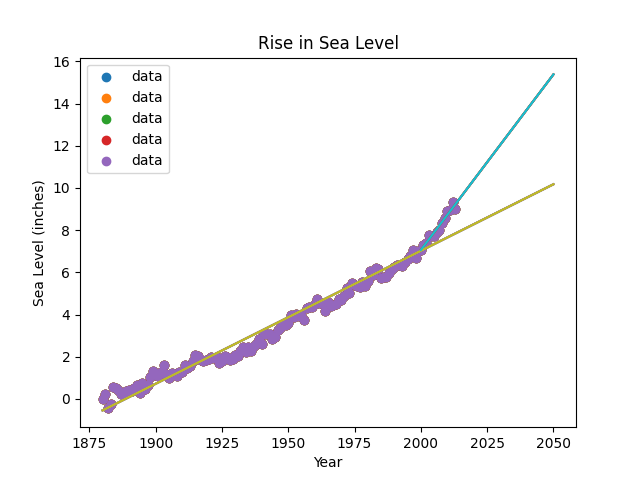 Rise in Sea Level
16
14
12
10
8
6
4
2
0
Sea Level (inches)
data
data
data
data
data
1875 1900 1925 1950 1975 2000 2025 2050
Year